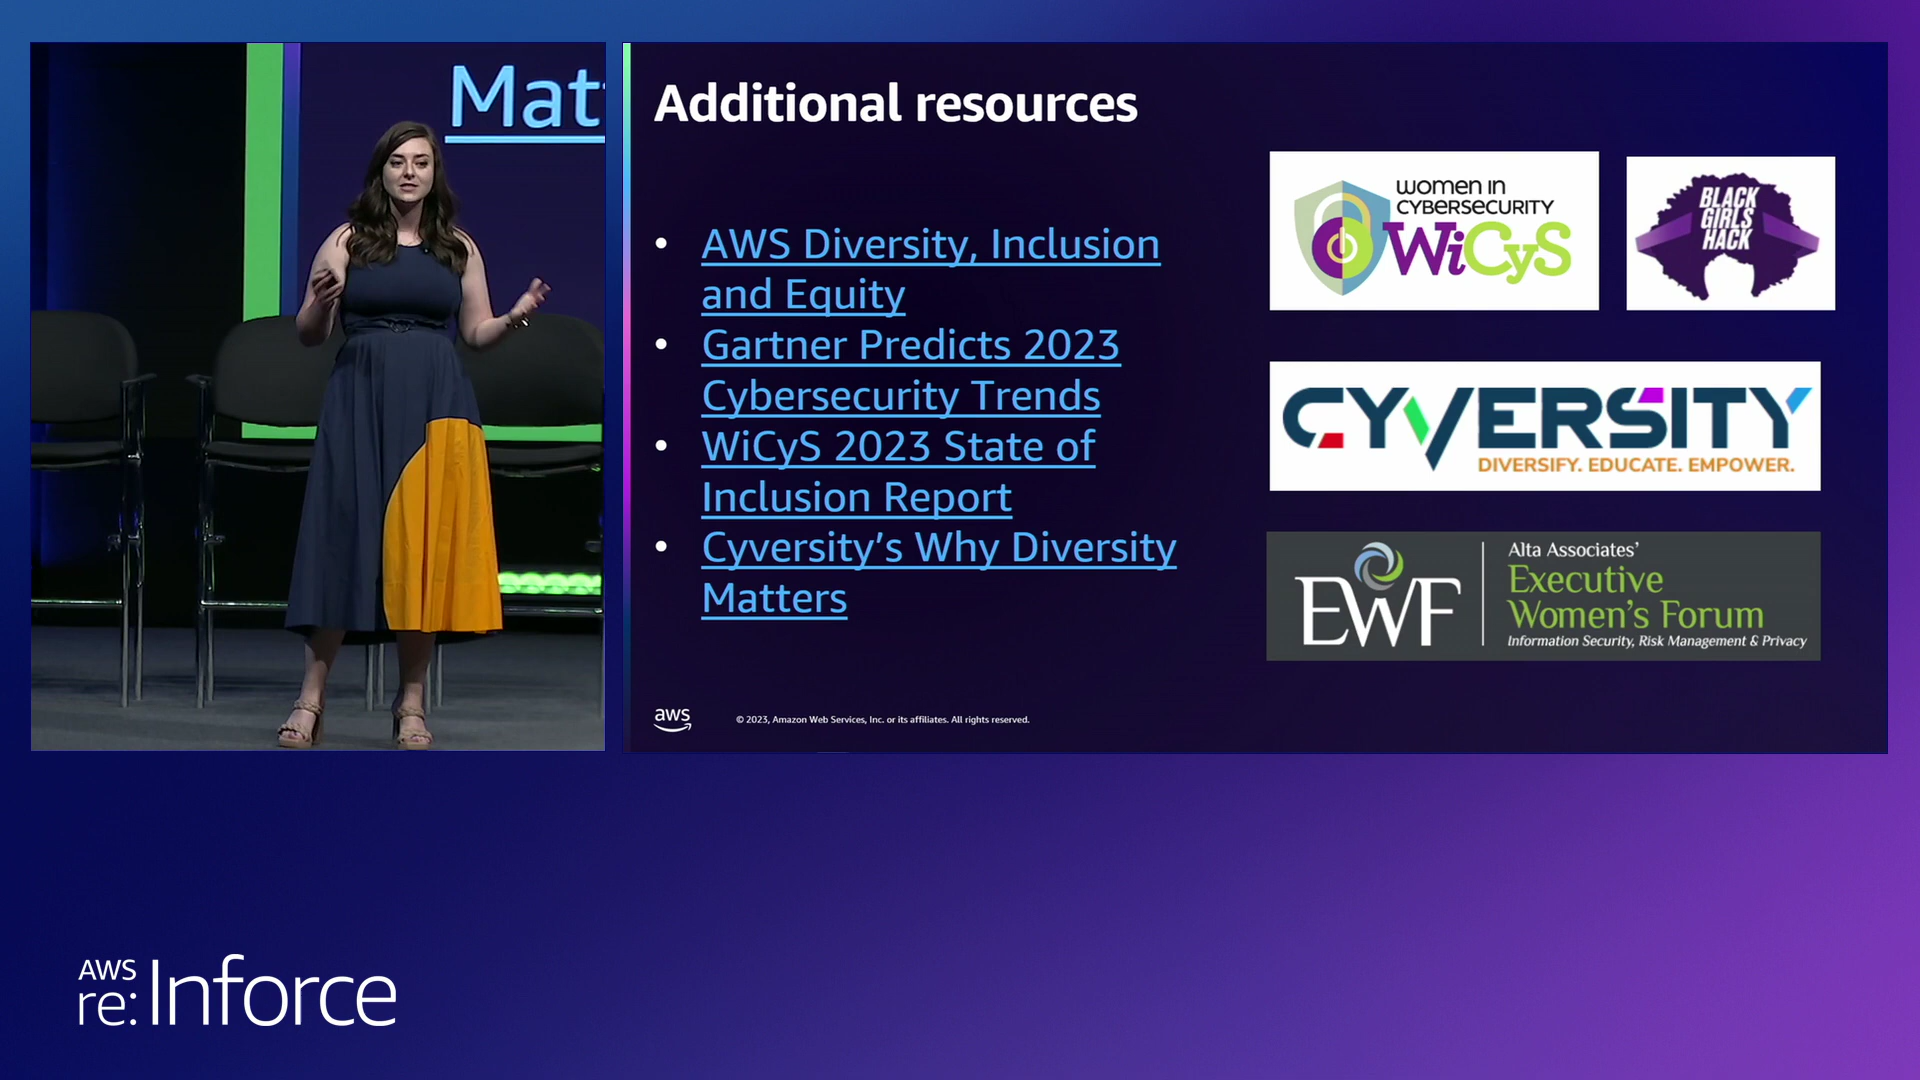 Mat
Additional resources
• AWS Diversity, Inclusion
and Equity
• Gartner Predicts 2023
Cybersecurity Trends
• WiCyS 2023 State of
Inclusion Report
• Cyversity’s Why Diversity
Matters
WOMEN IN
CYBERSECURITY
WiCyS
BLACK
GIRLS
HACK
CYVERSITY
DIVERSIFY. EDUCATE. EMPOWER.
EWF
Alta Associates’
Executive
Women’s Forum
Information Security, Risk Management & Privacy
aws
© 2023, Amazon Web Services, Inc. or its affiliates. All rights reserved.
AWS
re:Inforce